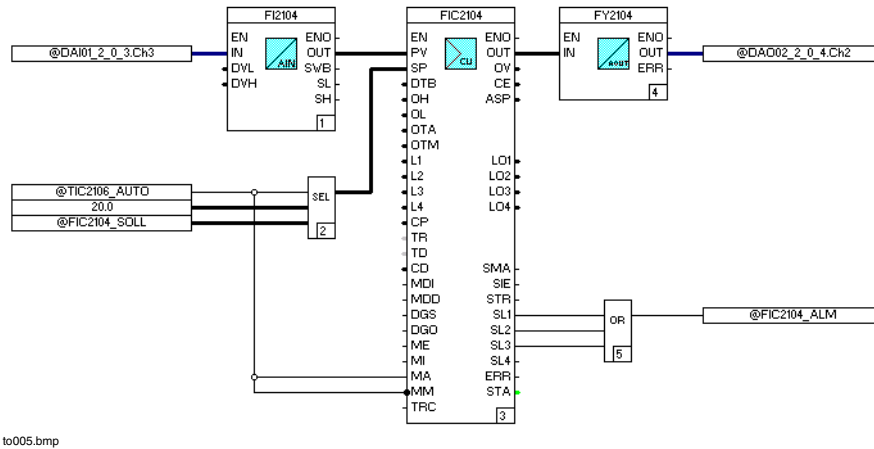 FI2104
EN ENO
IN OUT
DVL SWB
DVH SL
SH
AIN
1
FIC2104
EN ENO
PV OUT
SP OV
DTB CE
OH ASP
OL
OTA
OTM
L1 LO1
L2 LO2
L3 LO3
L4 LO4
CP
TR
TD
CD SMA
MDI SIE
MDD STR
DGS SL1
DGO SL2
ME SL3
MI SL4
MA ERR
MM STA
TRC
CU
3
FY2104
EN ENO
IN OUT
ERR
AOUT
4
@DAI01_2_0_3.Ch3
@DAO02_2_0_4.Ch2
@TIC2106_AUTO
20.0
@FIC2104_SOLL
SEL
2
OR
5
@FIC2104_ALM
to005.bmp